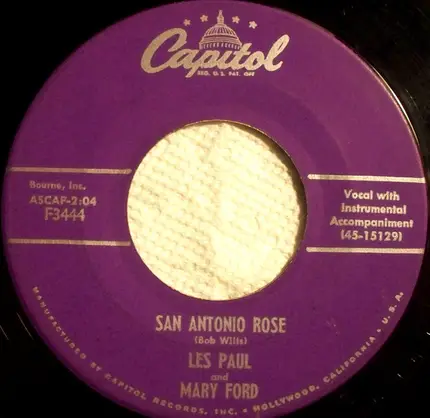 Capitol
REG. U.S. PAT. OFF.
Bourne, Inc.
ASCAP-2:04
F3444
Vocal with
Instrumental
Accompaniment
(45-15129)
SAN ANTONIO ROSE
(Bob Wills)
LES PAUL
and
MARY FORD
MANUFACTURED BY CAPITOL RECORDS, INC. • HOLLYWOOD, CALIFORNIA • U.S.A.